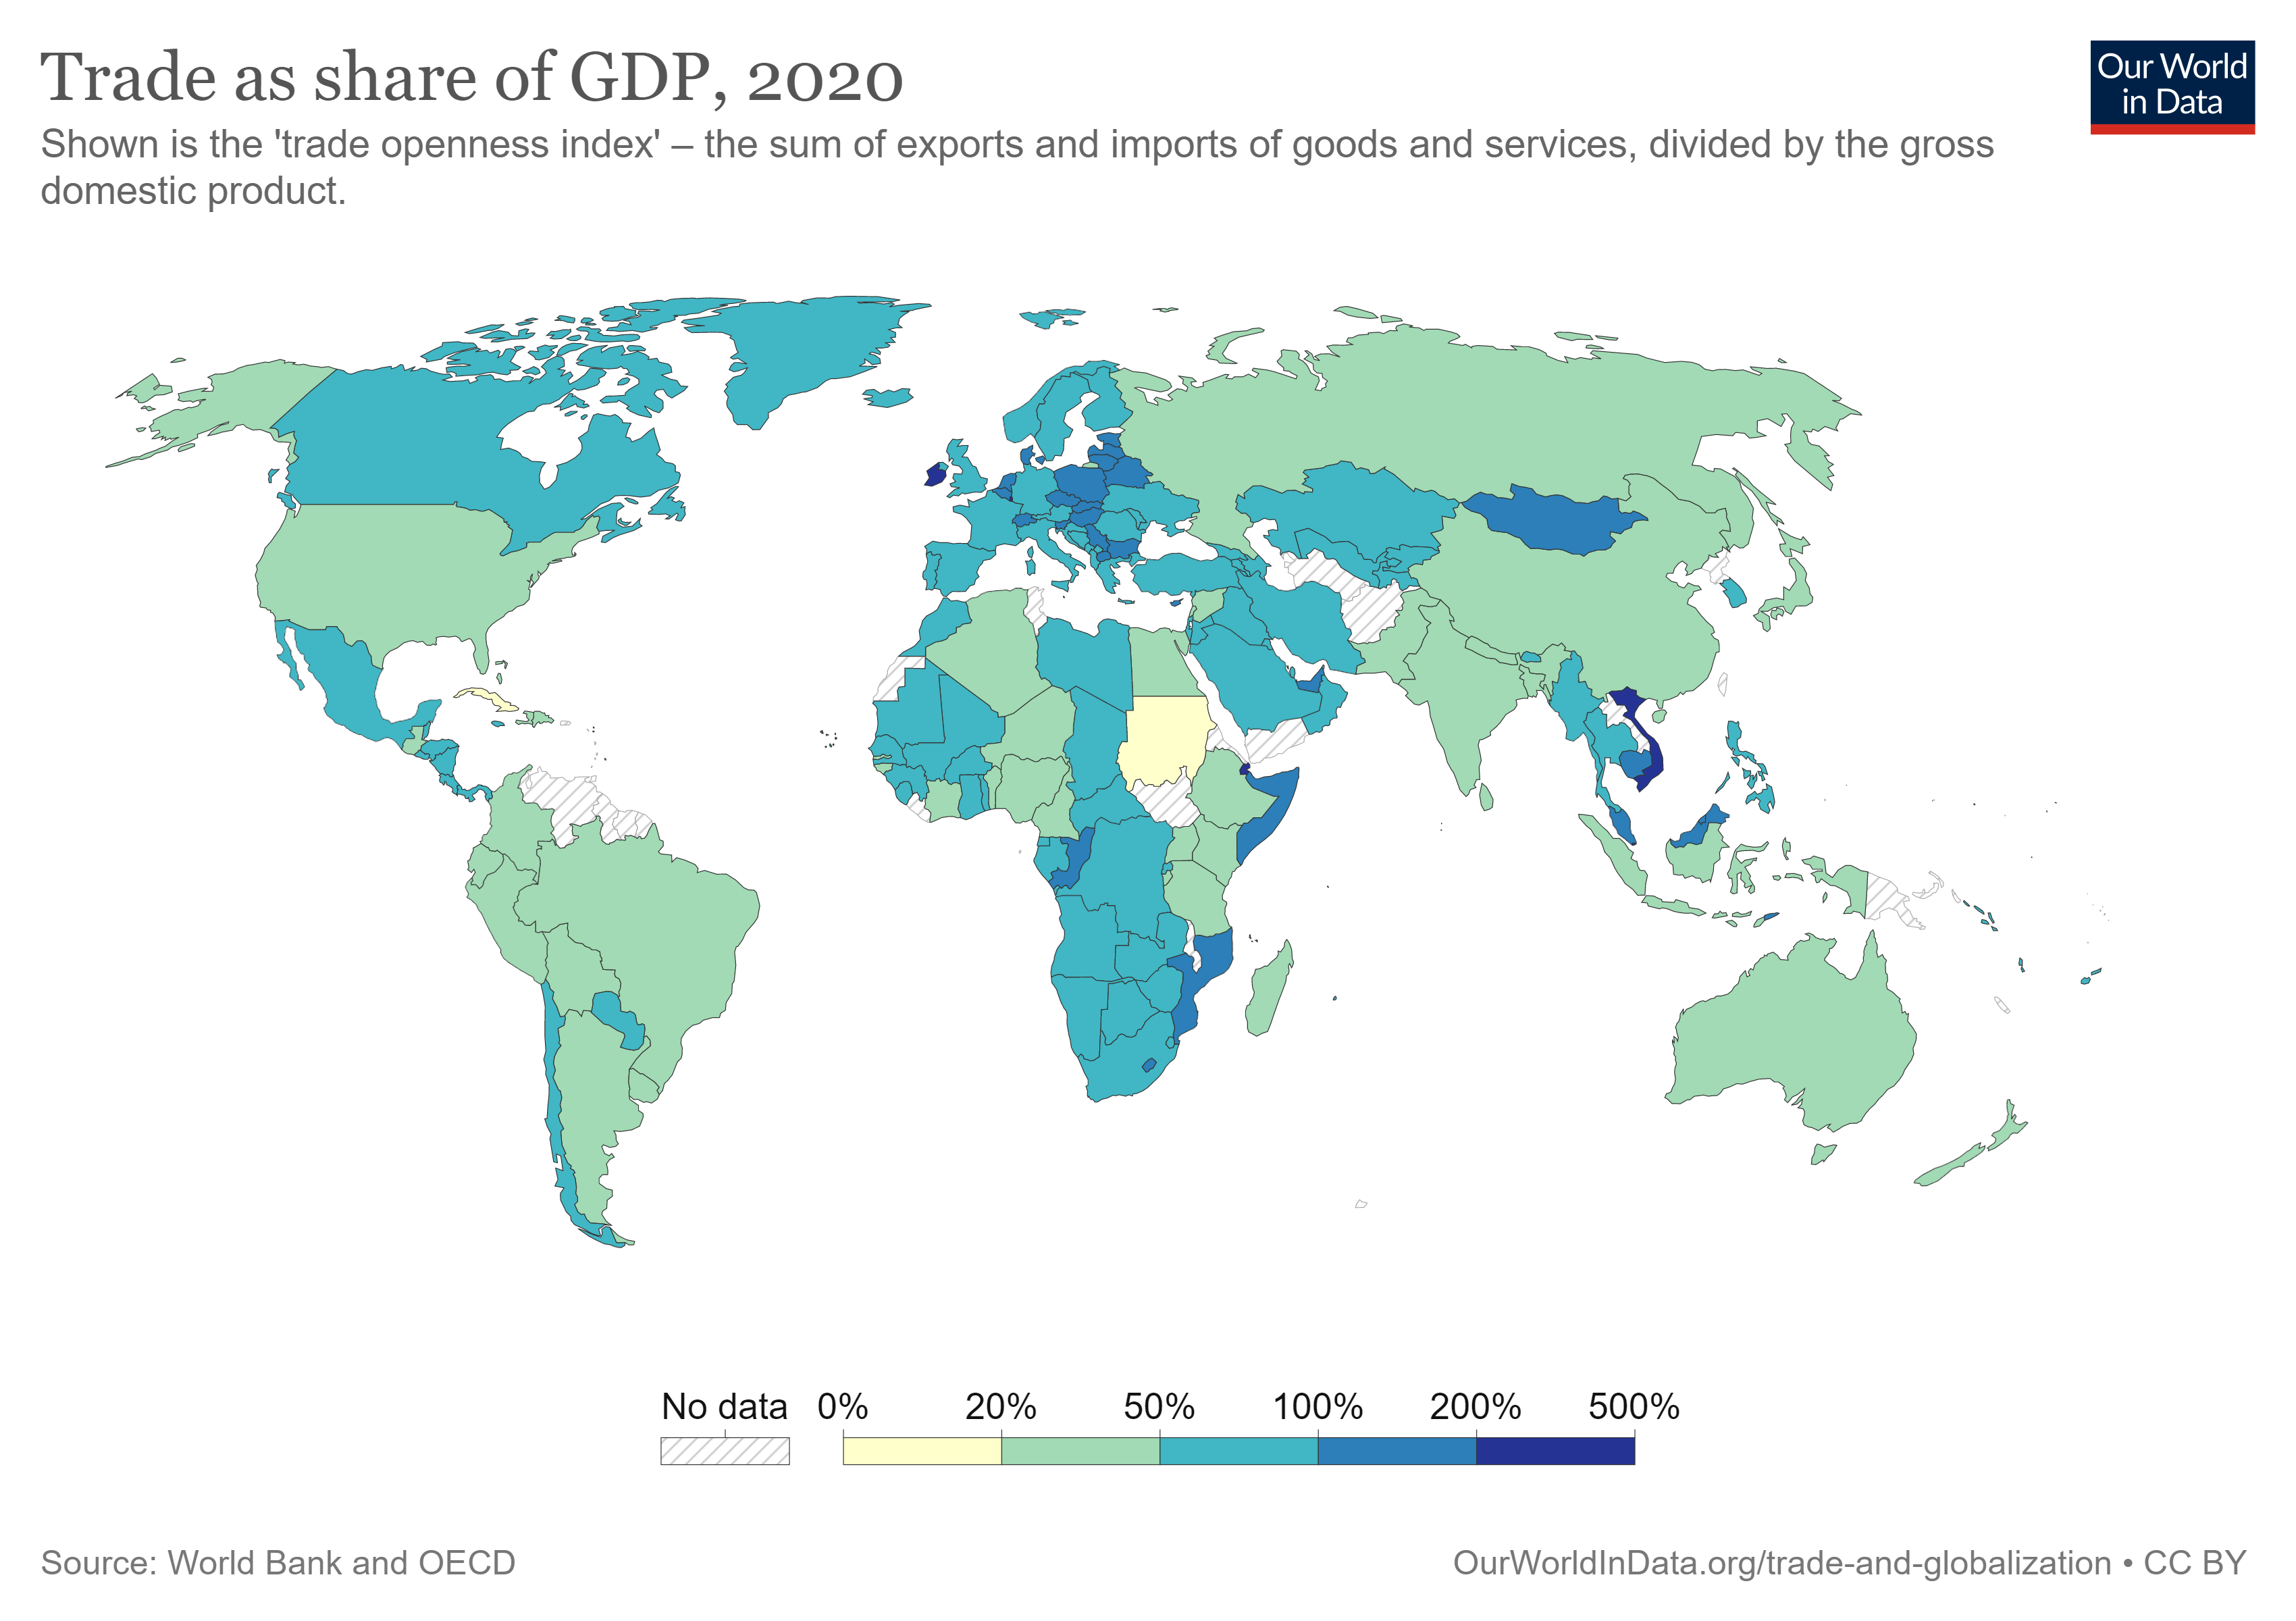 Trade as share of GDP, 2020
Our World
in Data
Shown is the 'trade openness index' – the sum of exports and imports of goods and services, divided by the gross
domestic product.
No data 0% 20% 50% 100% 200% 500%
Source: World Bank and OECD
OurWorldInData.org/trade-and-globalization • CC BY